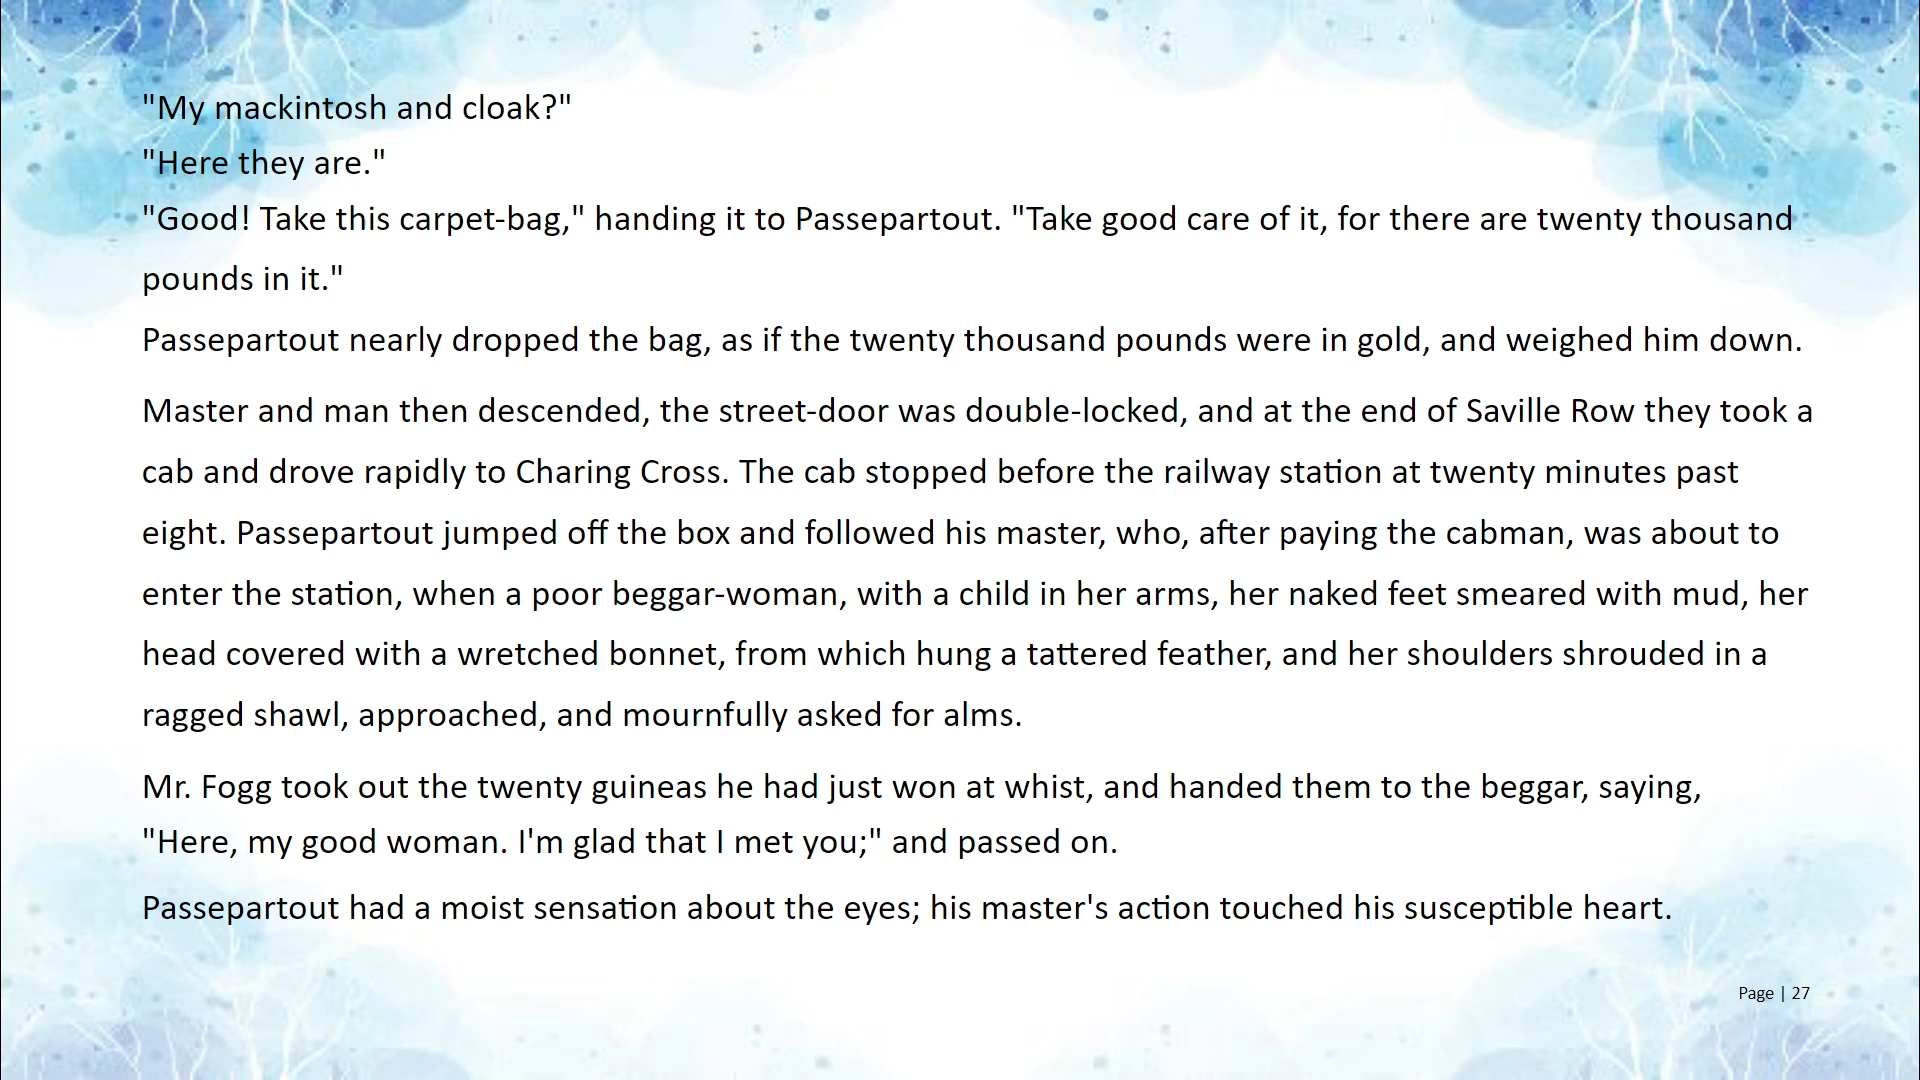 "My mackintosh and cloak?"
"Here they are."
"Good! Take this carpet-bag," handing it to Passepartout. "Take good care of it, for there are twenty thousand
pounds in it."
Passepartout nearly dropped the bag, as if the twenty thousand pounds were in gold, and weighed him down.
Master and man then descended, the street-door was double-locked, and at the end of Saville Row they took a
cab and drove rapidly to Charing Cross. The cab stopped before the railway station at twenty minutes past
eight. Passepartout jumped off the box and followed his master, who, after paying the cabman, was about to
enter the station, when a poor beggar-woman, with a child in her arms, her naked feet smeared with mud, her
head covered with a wretched bonnet, from which hung a tattered feather, and her shoulders shrouded in a
ragged shawl, approached, and mournfully asked for alms.
Mr. Fogg took out the twenty guineas he had just won at whist, and handed them to the beggar, saying,
"Here, my good woman. I'm glad that I met you;" and passed on.
Passepartout had a moist sensation about the eyes; his master's action touched his susceptible heart.
Page | 27